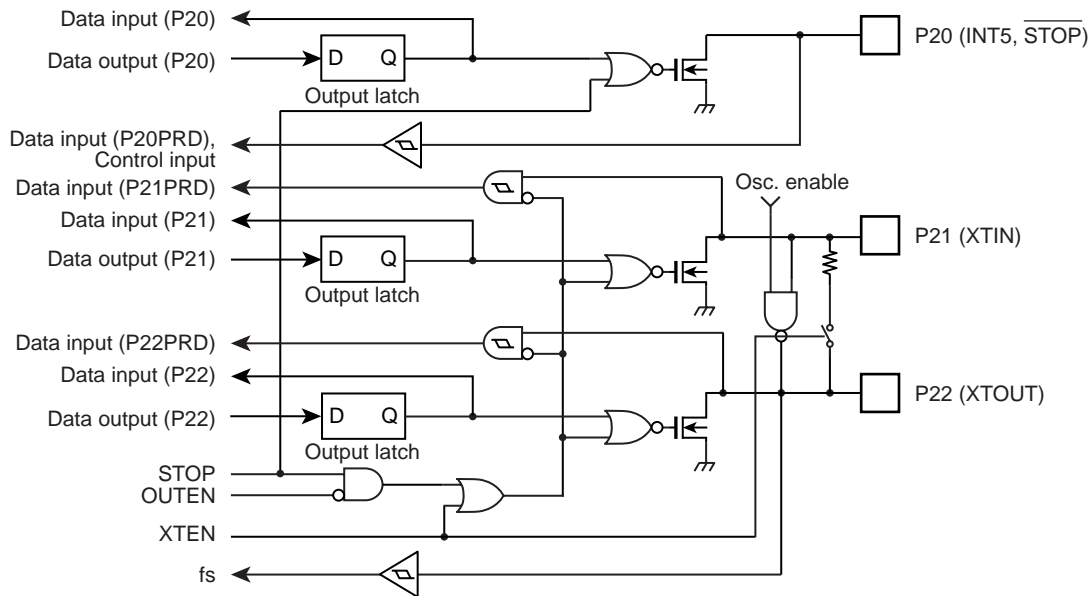 Data input (P20)
Data output (P20)
D Q
Output latch
P20 (INT5, STOP)
Data input (P20PRD),
Control input
Data input (P21PRD)
Osc. enable
Data input (P21)
P21 (XTIN)
Data output (P21)
D Q
Output latch
Data input (P22PRD)
Data input (P22)
P22 (XTOUT)
Data output (P22)
D Q
Output latch
STOP
OUTEN
XTEN
fs